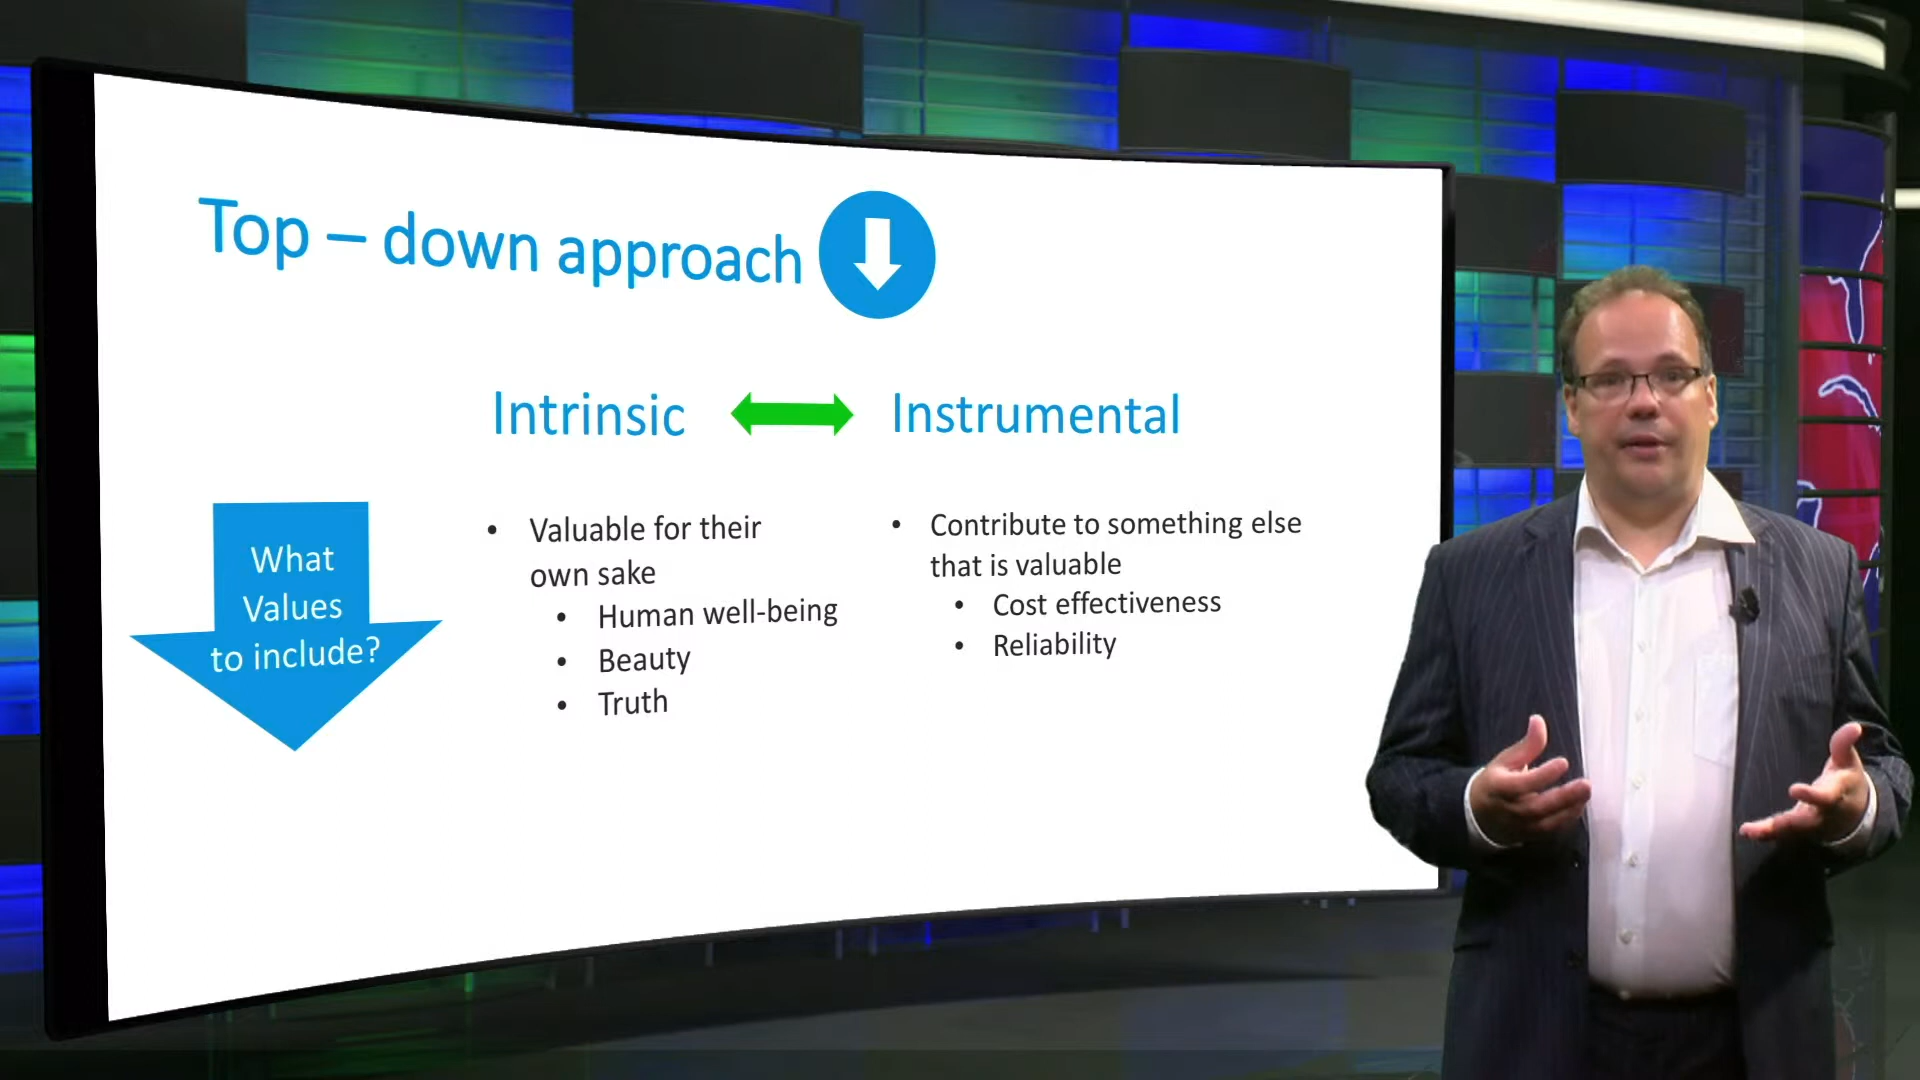 Top – down approach
Intrinsic
Instrumental
What
Values
to include?
• Valuable for their
own sake
• Human well-being
• Beauty
• Truth
• Contribute to something else
that is valuable
• Cost effectiveness
• Reliability